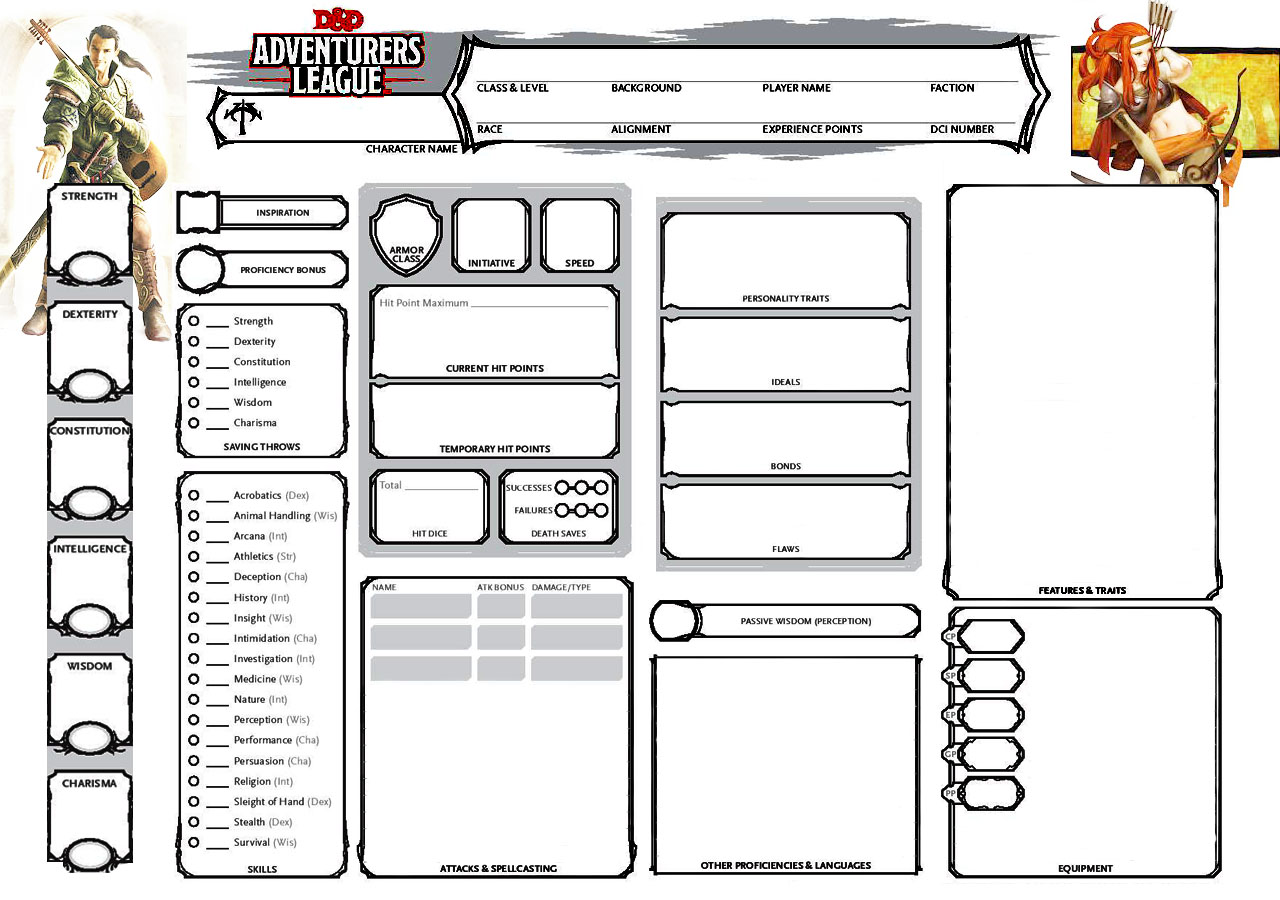 D&D
ADVENTURERS
LEAGUE
CLASS & LEVEL BACKGROUND PLAYER NAME FACTION
RACE ALIGNMENT EXPERIENCE POINTS DCI NUMBER
CHARACTER NAME
STRENGTH
DEXTERITY
CONSTITUTION
INTELLIGENCE
WISDOM
CHARISMA
INSPIRATION
PROFICIENCY BONUS
Strength
Dexterity
Constitution
Intelligence
Wisdom
Charisma
SAVING THROWS
Acrobatics (Dex)
Animal Handling (Wis)
Arcana (Int)
Athletics (Str)
Deception (Cha)
History (Int)
Insight (Wis)
Intimidation (Cha)
Investigation (Int)
Medicine (Wis)
Nature (Int)
Perception (Wis)
Performance (Cha)
Persuasion (Cha)
Religion (Int)
Sleight of Hand (Dex)
Stealth (Dex)
Survival (Wis)
SKILLS
ARMOR
CLASS
INITIATIVE
SPEED
Hit Point Maximum
CURRENT HIT POINTS
TEMPORARY HIT POINTS
Total
HIT DICE
SUCCESSES
FAILURES
DEATH SAVES
NAME ATK BONUS DAMAGE/TYPE
ATTACKS & SPELLCASTING
PERSONALITY TRAITS
IDEALS
BONDS
FLAWS
PASSIVE WISDOM (PERCEPTION)
OTHER PROFICIENCIES & LANGUAGES
FEATURES & TRAITS
CP
SP
EP
GP
PP
EQUIPMENT